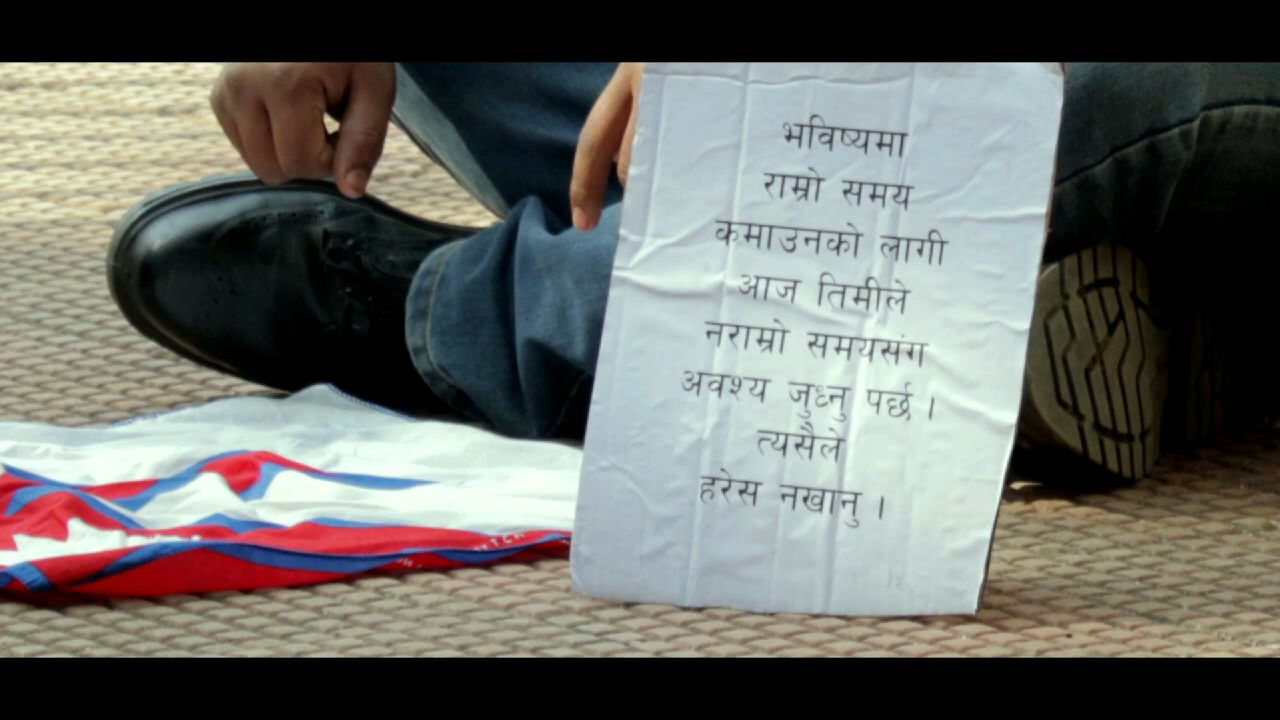 भविष्यमा
राम्रो समय
कमाउनको लागी
आज तिमीले
नराम्रो समयसंग
अवश्य जुध्नु पर्छ ।
त्यसैले
हरेस नखानु ।